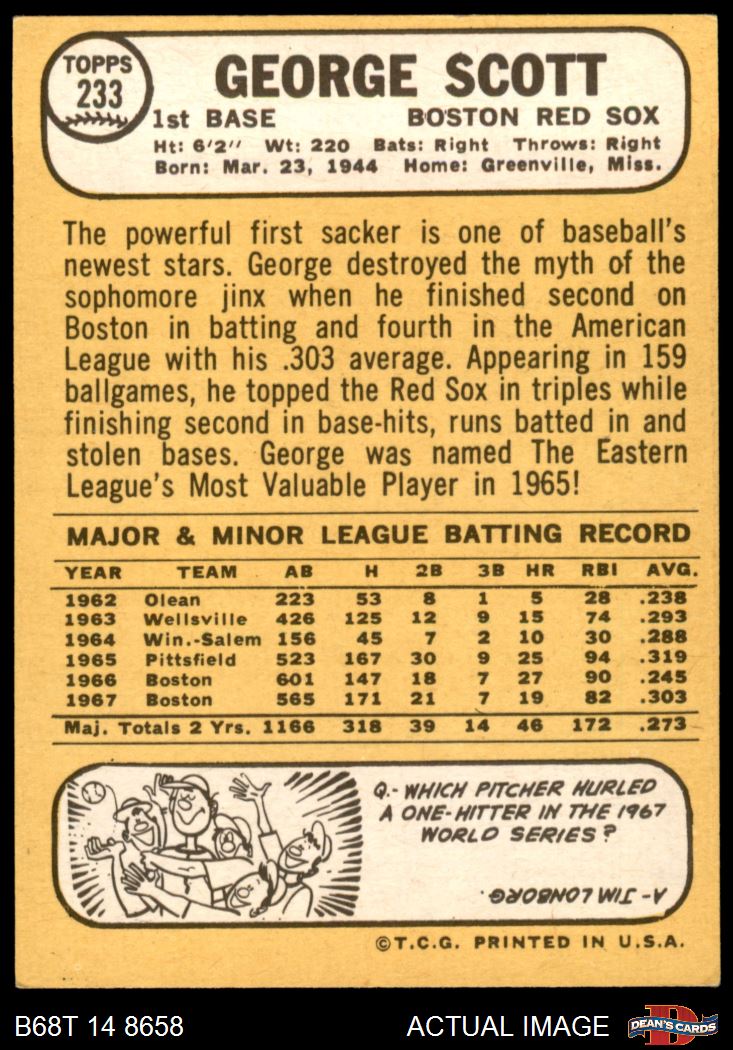 TOPPS
233
GEORGE SCOTT
1st BASE BOSTON RED SOX
Ht: 6'2" Wt: 220 Bats: Right Throws: Right
Born: Mar. 23, 1944 Home: Greenville, Miss.
The powerful first sacker is one of baseball's
newest stars. George destroyed the myth of the
sophomore jinx when he finished second on
Boston in batting and fourth in the American
League with his .303 average. Appearing in 159
ballgames, he topped the Red Sox in triples while
finishing second in base-hits, runs batted in and
stolen bases. George was named The Eastern
League's Most Valuable Player in 1965!
MAJOR & MINOR LEAGUE BATTING RECORD
YEAR TEAM AB H 2B 3B HR RBI AVG.
1962 Olean 223 53 8 1 5 28 .238
1963 Wellsville 426 125 12 9 15 74 .293
1964 Win.-Salem 156 45 7 2 10 30 .288
1965 Pittsfield 523 167 30 9 25 94 .319
1966 Boston 601 147 18 7 27 90 .245
1967 Boston 565 171 21 7 19 82 .303
Maj. Totals 2 Yrs. 1166 318 39 14 46 172 .273
Q.- WHICH PITCHER HURLED
A ONE-HITTER IN THE 1967
WORLD SERIES?
A- JIM LONBORG.
©T.C.G. PRINTED IN U.S.A.
B68T 14 8658 ACTUAL IMAGE DEAN'S CARDS